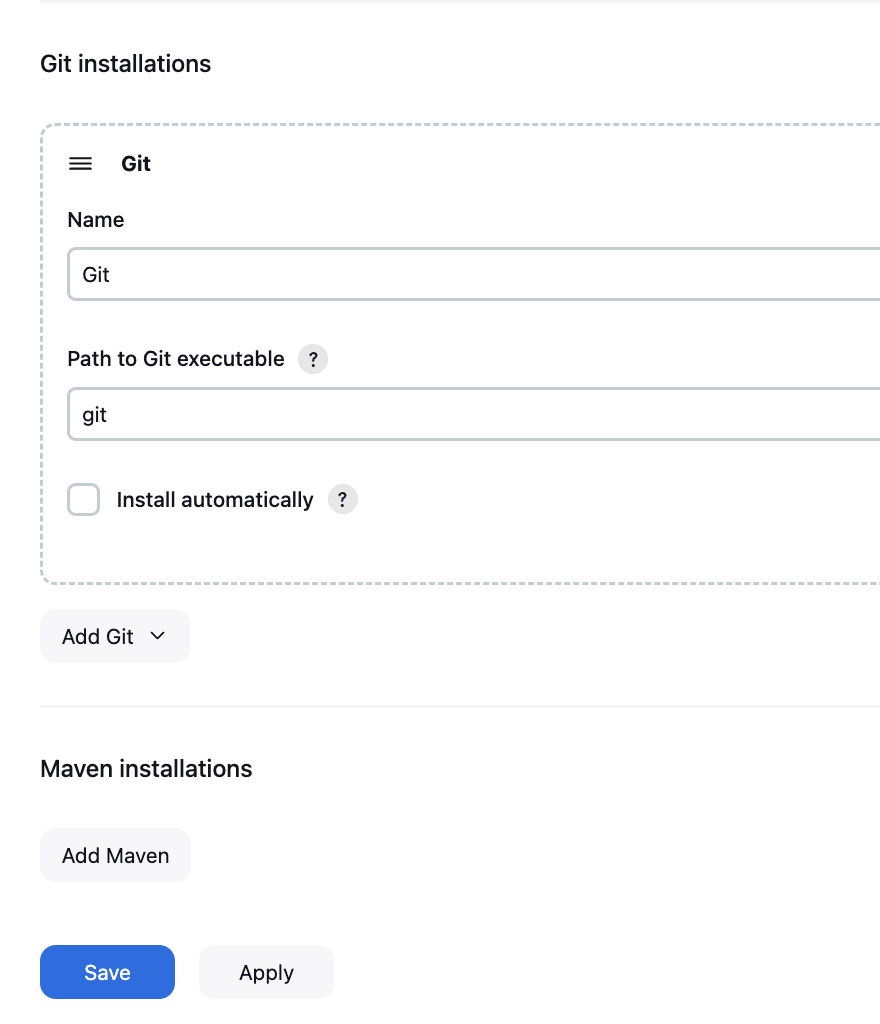 Git installations
Git
Name
Git
Path to Git executable ?
git
Install automatically ?
Add Git
Maven installations
Add Maven
Save Apply